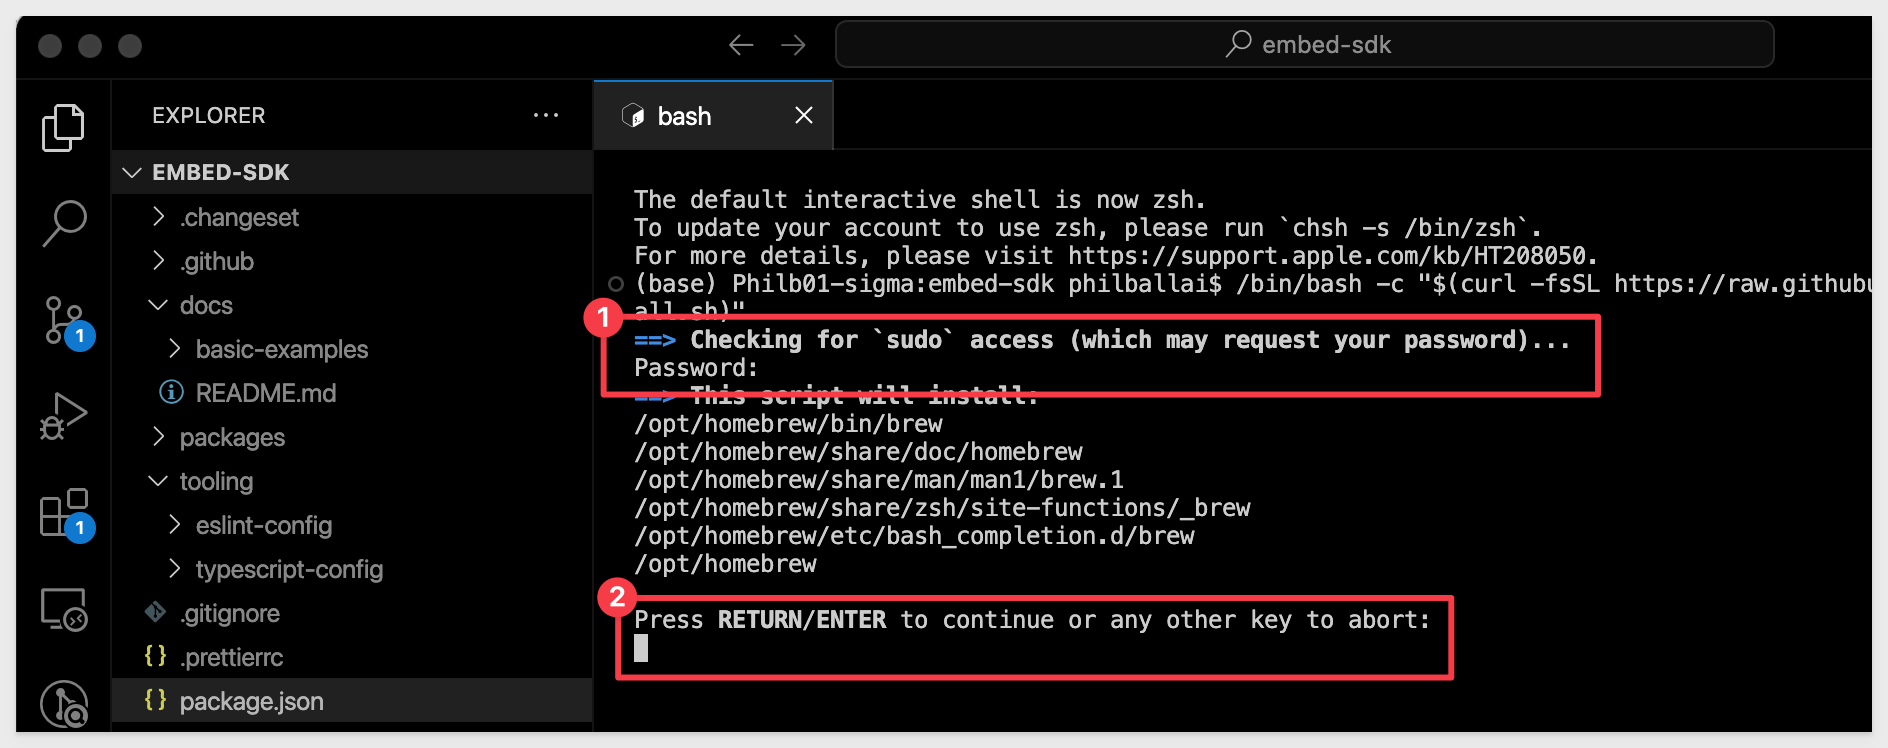 embed-sdk
EXPLORER
bash
EMBED-SDK
.changeset
.github
docs
basic-examples
README.md
packages
tooling
eslint-config
typescript-config
.gitignore
{} .prettierrc
{} package.json
1
1
The default interactive shell is now zsh.
To update your account to use zsh, please run `chsh -s /bin/zsh`.
For more details, please visit https://support.apple.com/kb/HT208050.
(base) Philb01-sigma:embed-sdk philballai$ /bin/bash -c "$(curl -fsSL https://raw.githubu
all.sh)"
1
==> Checking for `sudo` access (which may request your password)...
Password:
==> This script will install:
/opt/homebrew/bin/brew
/opt/homebrew/share/doc/homebrew
/opt/homebrew/share/man/man1/brew.1
/opt/homebrew/share/zsh/site-functions/_brew
/opt/homebrew/etc/bash_completion.d/brew
/opt/homebrew
2
Press RETURN/ENTER to continue or any other key to abort: